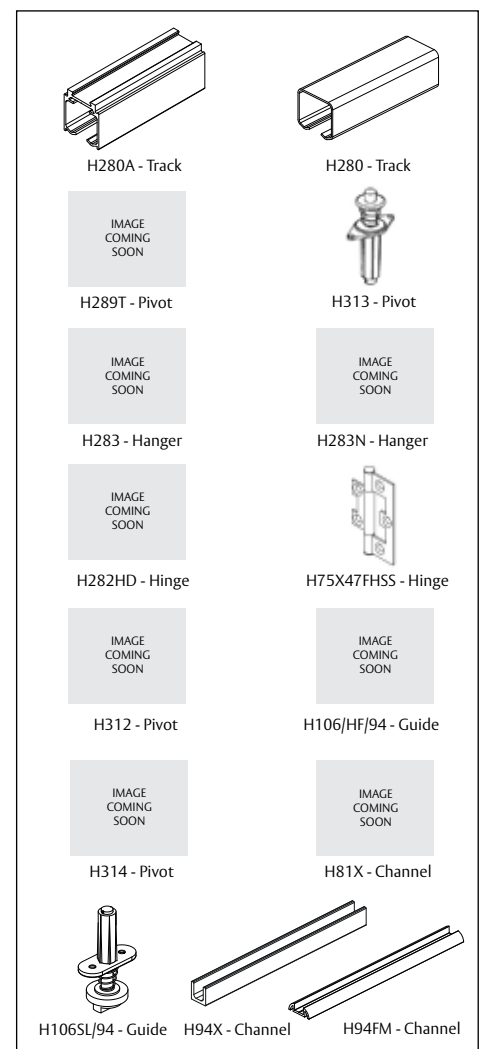 H280A - Track
H280 - Track
IMAGE
COMING
SOON
H289T - Pivot
H313 - Pivot
IMAGE
COMING
SOON
H283 - Hanger
IMAGE
COMING
SOON
H283N - Hanger
IMAGE
COMING
SOON
H282HD - Hinge
H75X47FHSS - Hinge
IMAGE
COMING
SOON
H312 - Pivot
IMAGE
COMING
SOON
H106/HF/94 - Guide
IMAGE
COMING
SOON
H314 - Pivot
IMAGE
COMING
SOON
H81X - Channel
H106SL/94 - Guide
H94X - Channel
H94FM - Channel